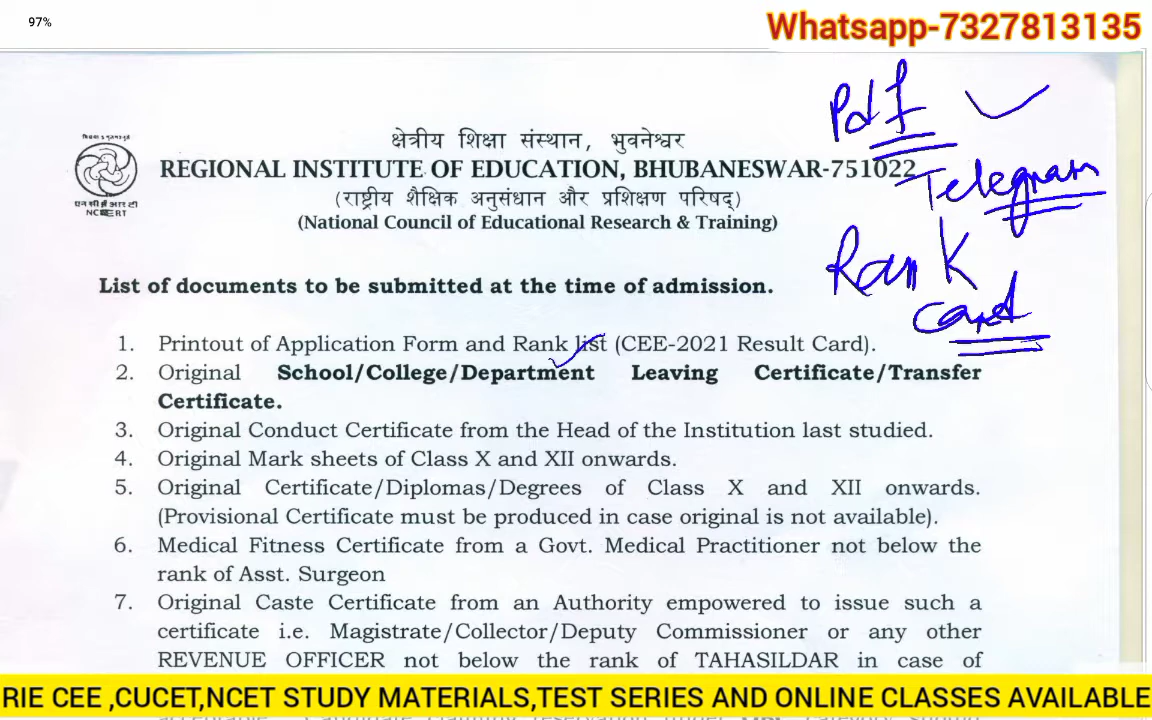 97%
Whatsapp-7327813135
Pdf
Telegram
Rank
card
क्षेत्रीय शिक्षा संस्थान, भुवनेश्वर
REGIONAL INSTITUTE OF EDUCATION, BHUBANESWAR-751022
(राष्ट्रीय शैक्षिक अनुसंधान और प्रशिक्षण परिषद्)
(National Council of Educational Research & Training)
एन सी ई आर टी
NCERT
List of documents to be submitted at the time of admission.
1. Printout of Application Form and Rank list (CEE-2021 Result Card).
2. Original School/College/Department Leaving Certificate/Transfer
Certificate.
3. Original Conduct Certificate from the Head of the Institution last studied.
4. Original Mark sheets of Class X and XII onwards.
5. Original Certificate/Diplomas/Degrees of Class X and XII onwards.
(Provisional Certificate must be produced in case original is not available).
6. Medical Fitness Certificate from a Govt. Medical Practitioner not below the
rank of Asst. Surgeon
7. Original Caste Certificate from an Authority empowered to issue such a
certificate i.e. Magistrate/Collector/Deputy Commissioner or any other
REVENUE OFFICER not below the rank of TAHASILDAR in case of
RIE CEE ,CUCET,NCET STUDY MATERIALS,TEST SERIES AND ONLINE CLASSES AVAILABLE